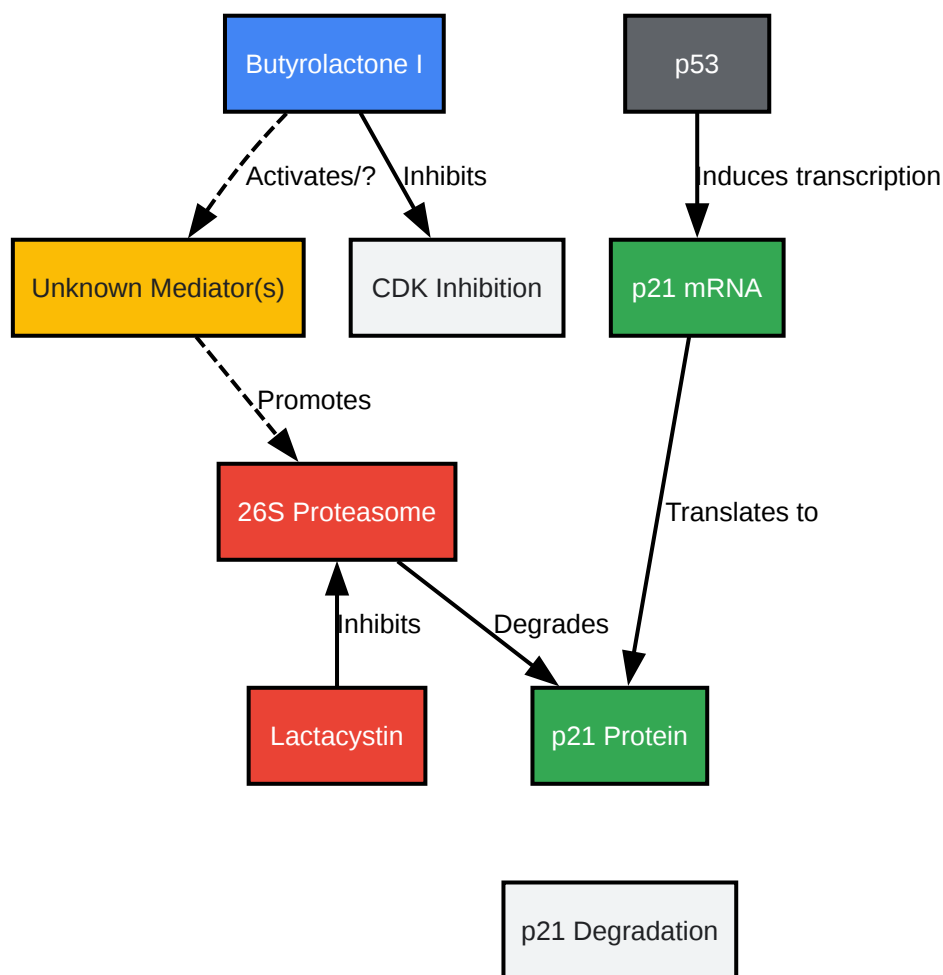 Butyrolactone I
p53
Activates/?
Inhibits
Induces transcription
Unknown Mediator(s)
CDK Inhibition
p21 mRNA
Promotes
26S Proteasome
Translates to
Inhibits
Degrades
Lactacystin
p21 Protein
p21 Degradation